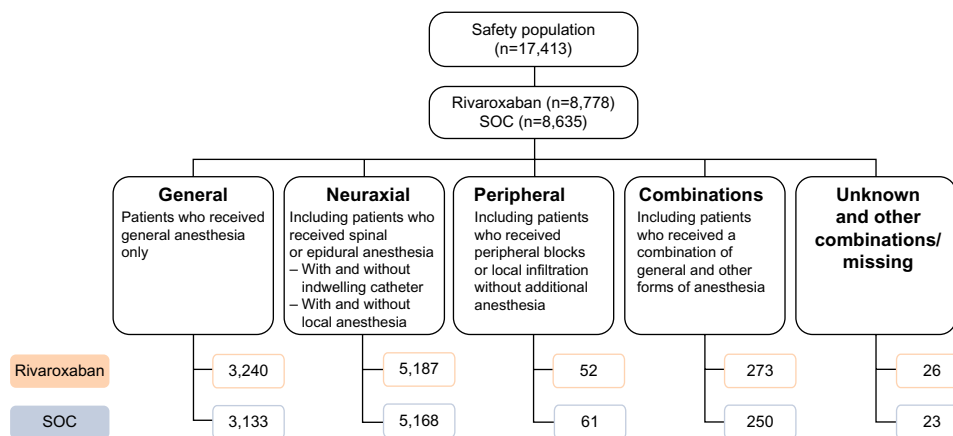 Safety population
(n=17,413)
Rivaroxaban (n=8,778)
SOC (n=8,635)
General
Patients who received
general anesthesia
only
Neuraxial
Including patients who
received spinal
or epidural anesthesia
– With and without
indwelling catheter
– With and without
local anesthesia
Peripheral
Including patients
who received
peripheral blocks
or local infiltration
without additional
anesthesia
Combinations
Including patients
who received a
combination of
general and other
forms of anesthesia
Unknown
and other
combinations/
missing
Rivaroxaban
3,240
5,187
52
273
26
SOC
3,133
5,168
61
250
23